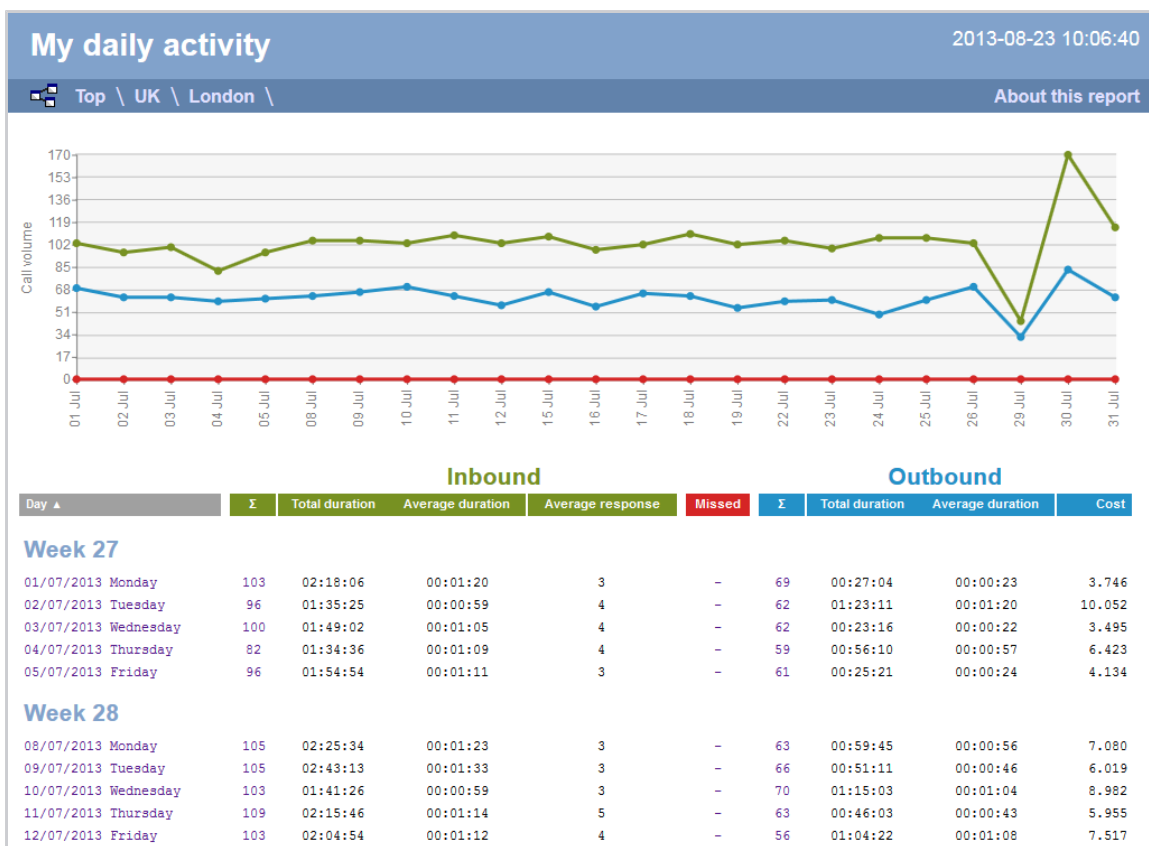 My daily activity 2013-08-23 10:06:40
Top \ UK \ London \ About this report
170
153
136
119
102
85
68
51
34
17
0
Call volume
01 Jul 02 Jul 03 Jul 04 Jul 05 Jul 08 Jul 09 Jul 10 Jul 11 Jul 12 Jul 15 Jul 16 Jul 17 Jul 18 Jul 19 Jul 22 Jul 23 Jul 24 Jul 25 Jul 26 Jul 29 Jul 30 Jul 31 Jul
Inbound Outbound
Day ▲ Σ Total duration Average duration Average response Missed Σ Total duration Average duration Cost
Week 27
01/07/2013 Monday 103 02:18:06 00:01:20 3 - 69 00:27:04 00:00:23 3.746
02/07/2013 Tuesday 96 01:35:25 00:00:59 4 - 62 01:23:11 00:01:20 10.052
03/07/2013 Wednesday 100 01:49:02 00:01:05 4 - 62 00:23:16 00:00:22 3.495
04/07/2013 Thursday 82 01:34:36 00:01:09 4 - 59 00:56:10 00:00:57 6.423
05/07/2013 Friday 96 01:54:54 00:01:11 3 - 61 00:25:21 00:00:24 4.134
Week 28
08/07/2013 Monday 105 02:25:34 00:01:23 3 - 63 00:59:45 00:00:56 7.080
09/07/2013 Tuesday 105 02:43:13 00:01:33 3 - 66 00:51:11 00:00:46 6.019
10/07/2013 Wednesday 103 01:41:26 00:00:59 3 - 70 01:15:03 00:01:04 8.982
11/07/2013 Thursday 109 02:15:46 00:01:14 5 - 63 00:46:03 00:00:43 5.955
12/07/2013 Friday 103 02:04:54 00:01:12 4 - 56 01:04:22 00:01:08 7.517